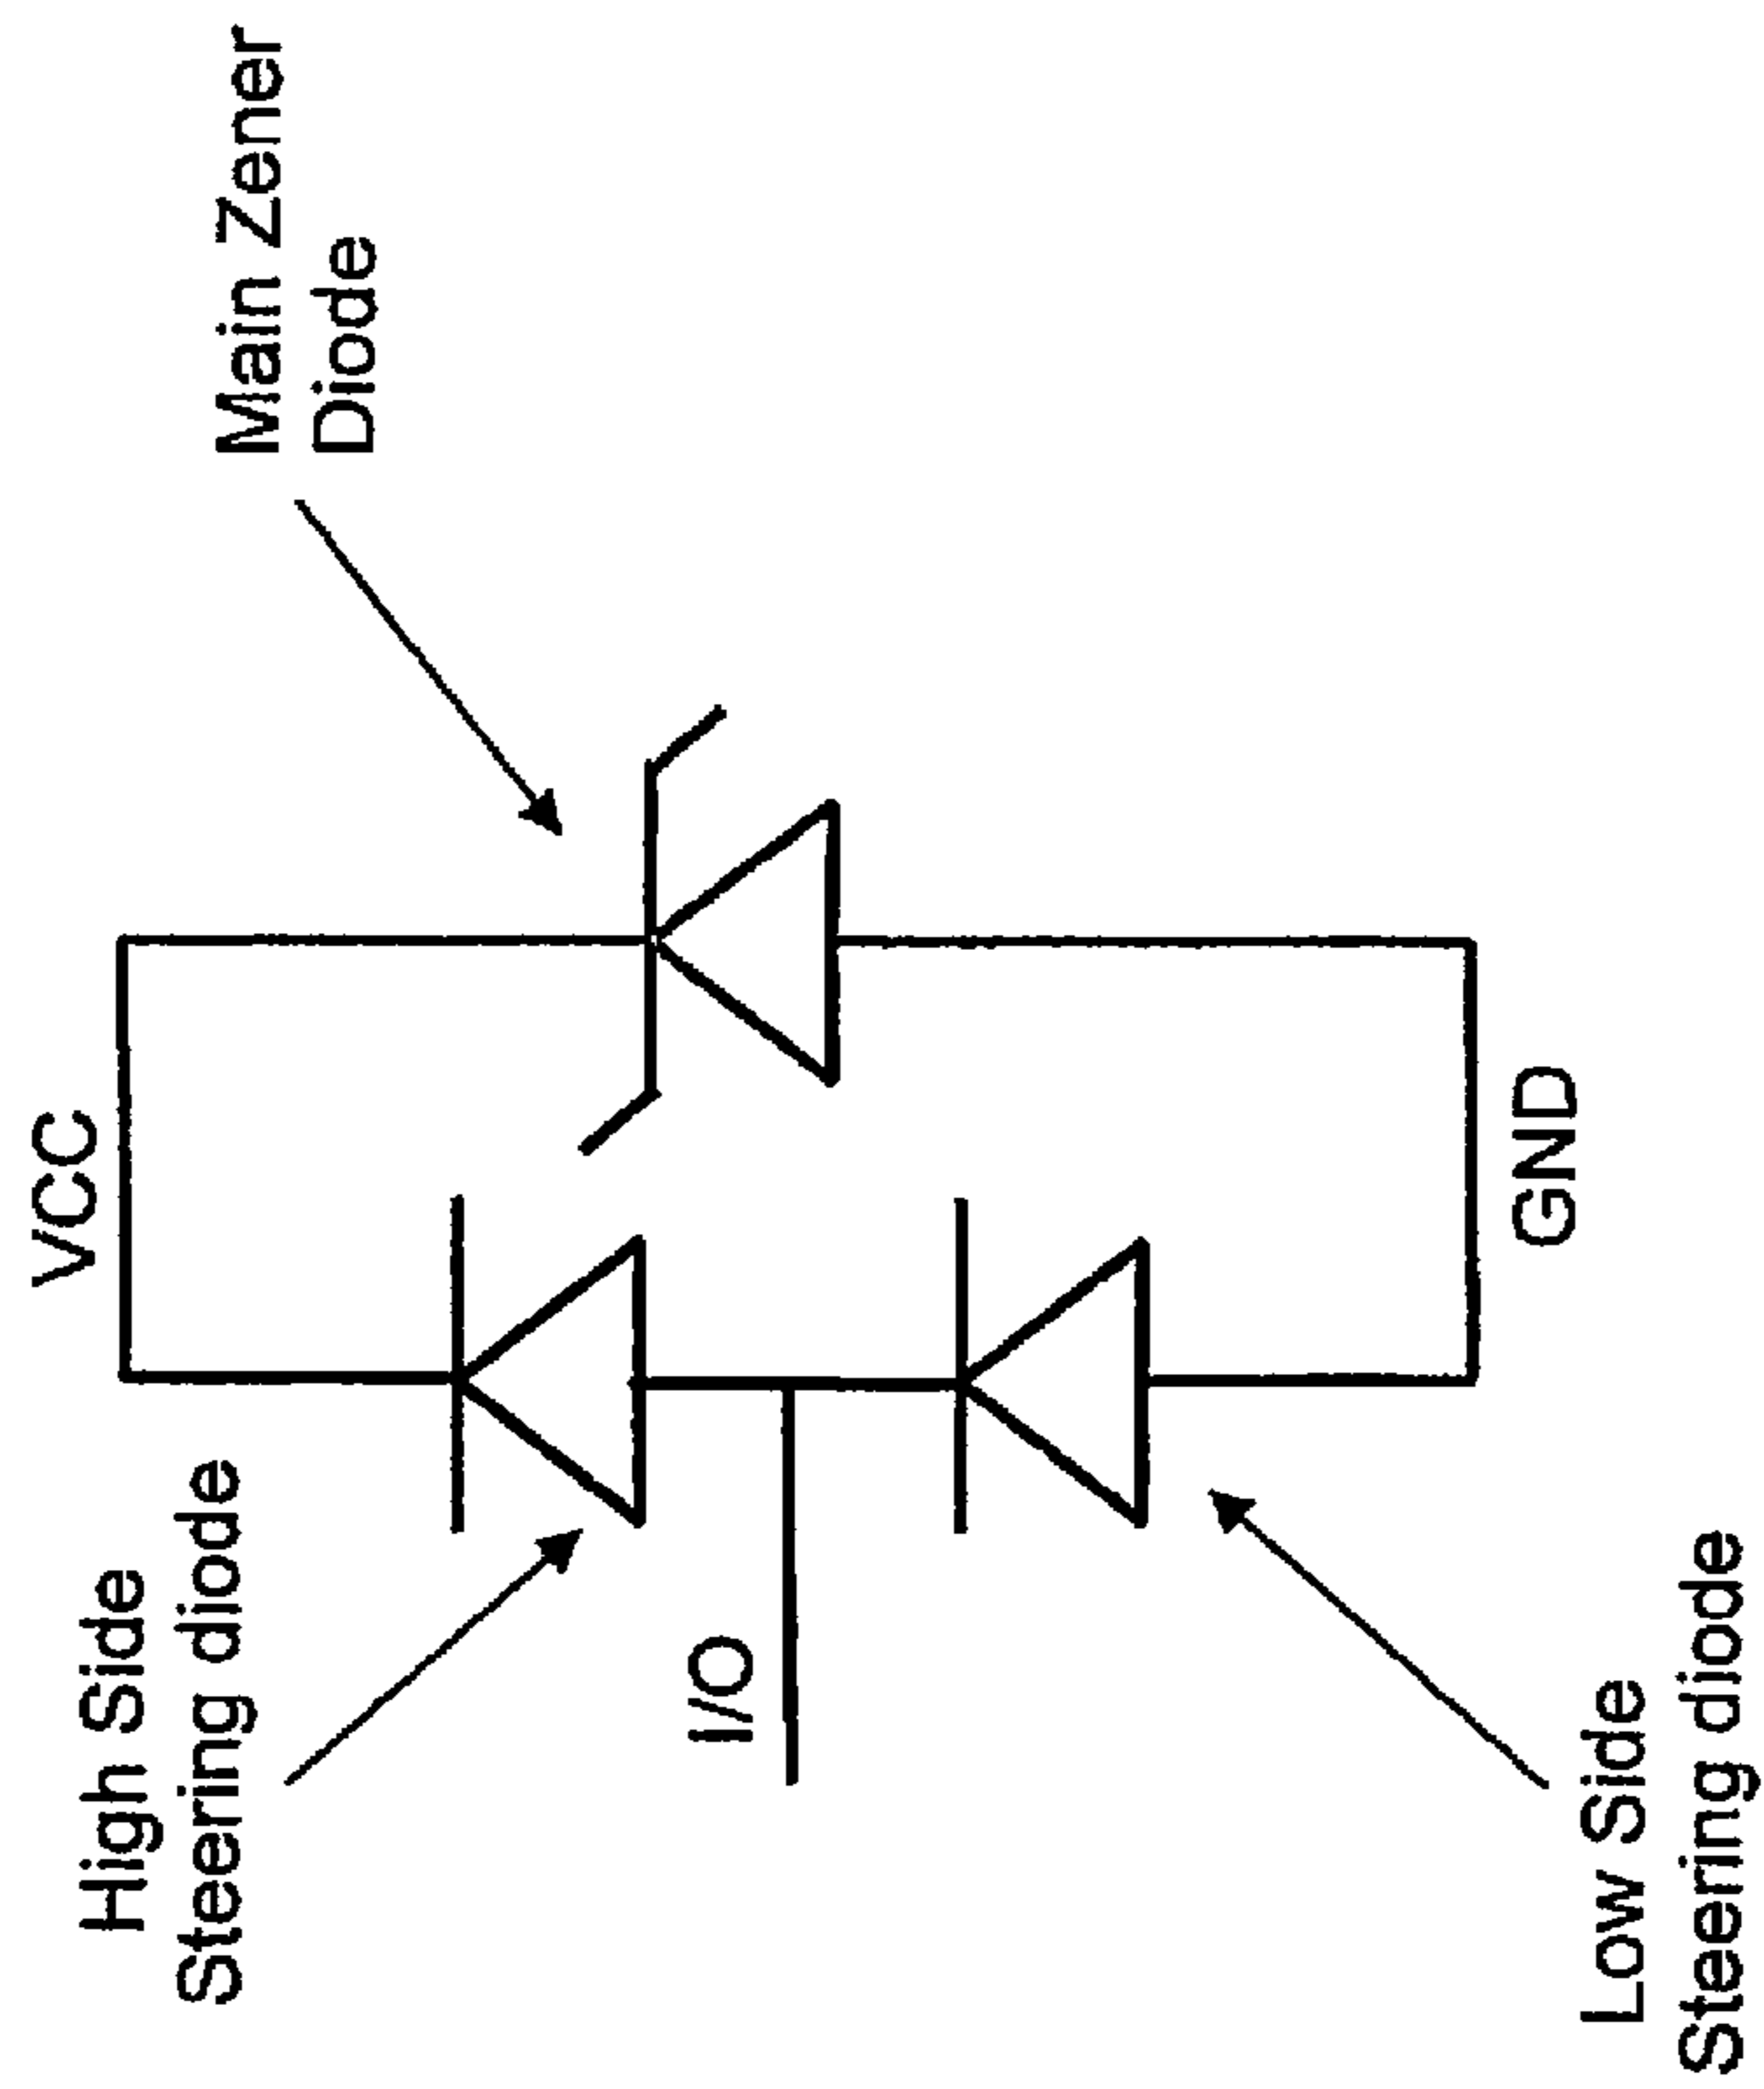 VCC
High Side
Steering diode
Main Zener
Diode
I/O
Low Side
Steering diode
GND